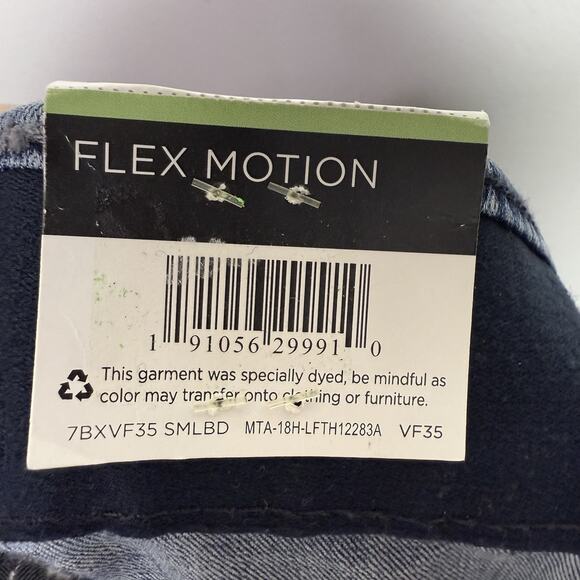 FLEX MOTION
1 91056 29991 0
This garment was specially dyed, be mindful as
color may transfer onto clothing or furniture.
7BXVF35 SMLBD MTA-18H-LFTH12283A VF35